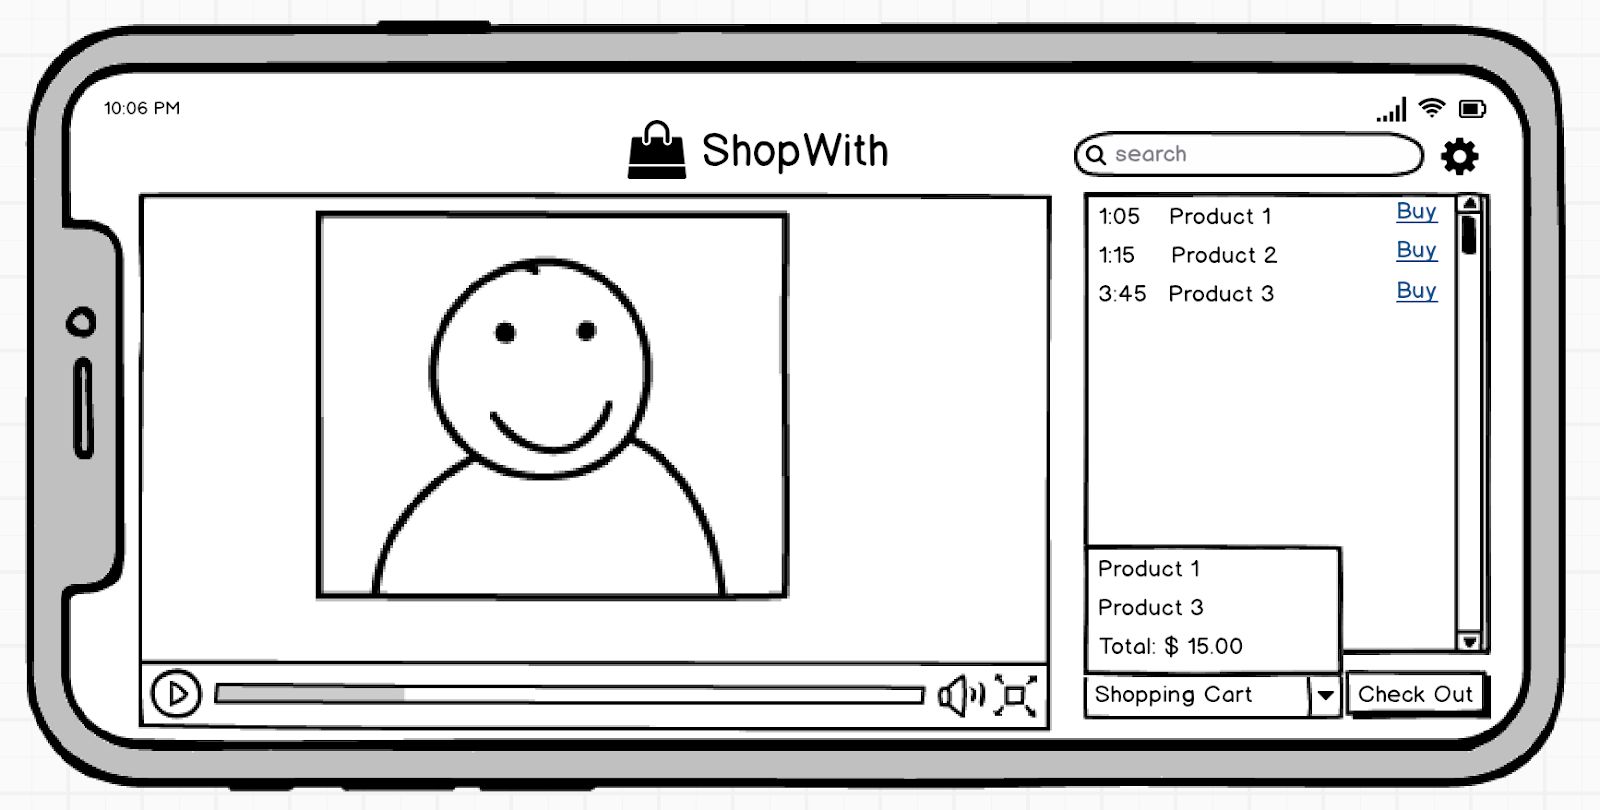 10:06 PM
ShopWith
search
1:05 Product 1 Buy
1:15 Product 2 Buy
3:45 Product 3 Buy
Product 1
Product 3
Total: $ 15.00
Shopping Cart
Check Out